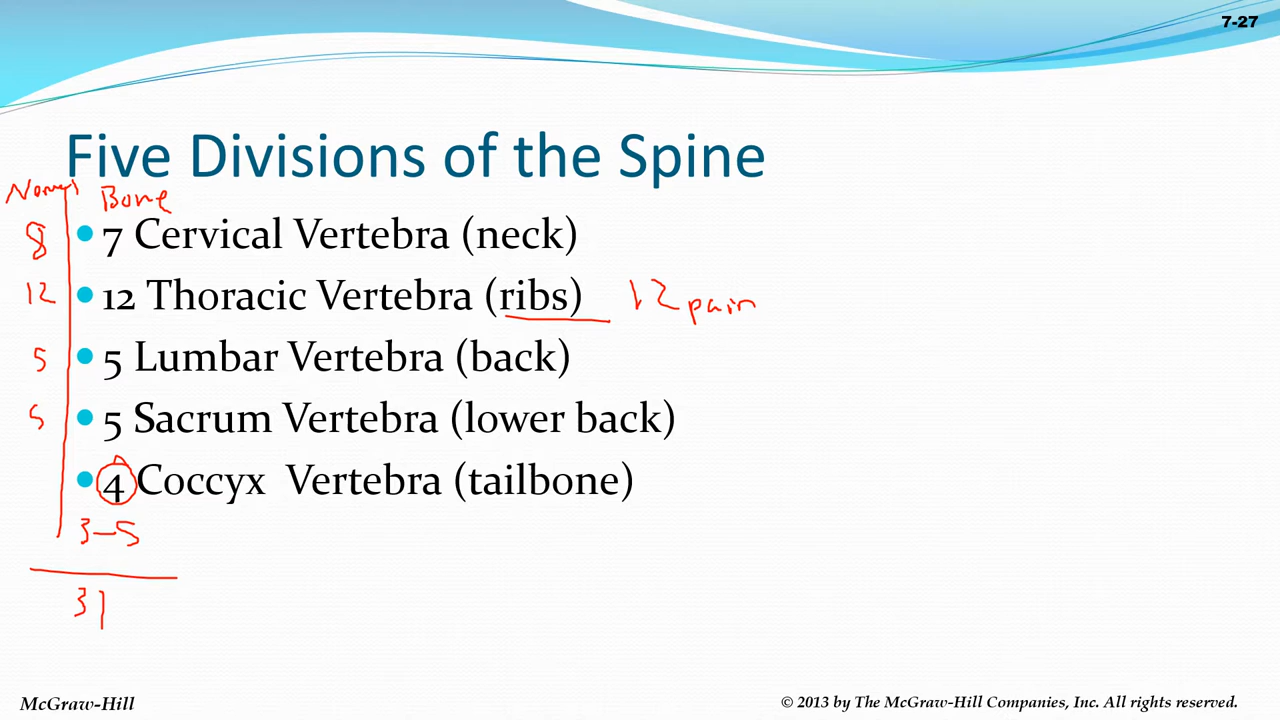 7-27
Five Divisions of the Spine
Nerves Bone
8 • 7 Cervical Vertebra (neck)
12 • 12 Thoracic Vertebra (ribs) 12 pair
5 • 5 Lumbar Vertebra (back)
5 • 5 Sacrum Vertebra (lower back)
• 4 Coccyx Vertebra (tailbone)
3-5
31
McGraw-Hill © 2013 by The McGraw-Hill Companies, Inc. All rights reserved.